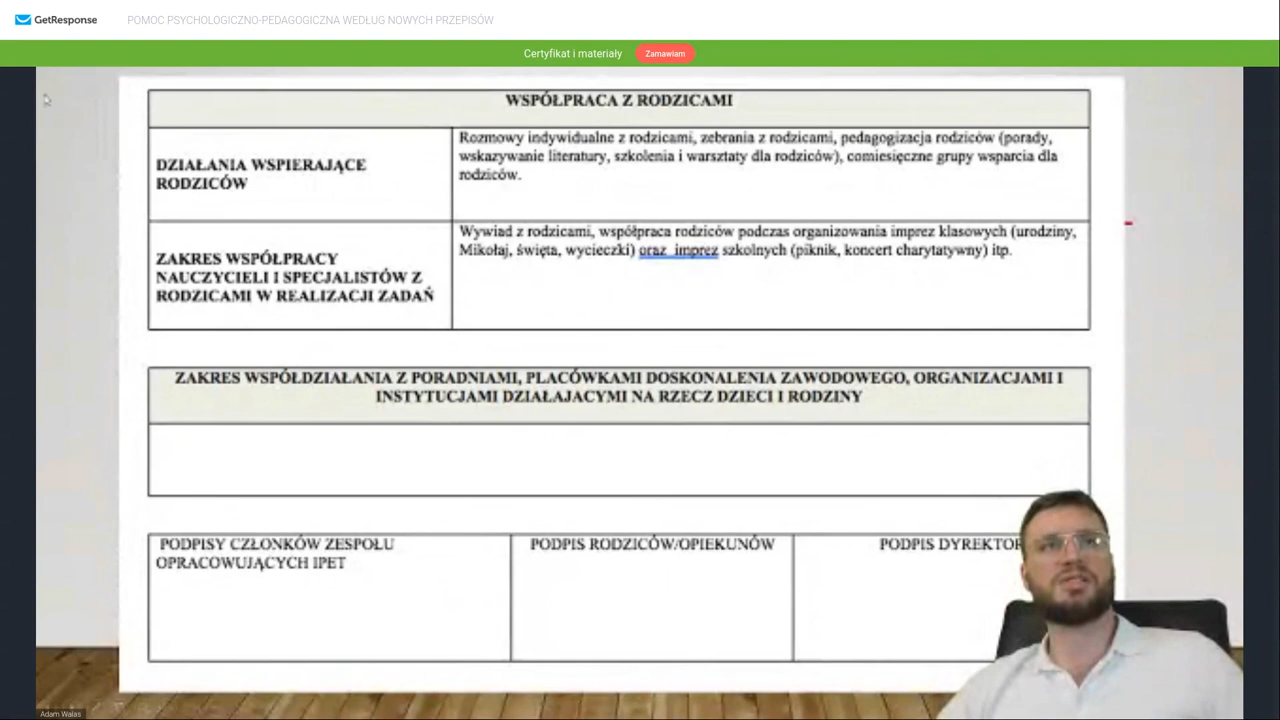 GetResponse
POMOC PSYCHOLOGICZNO-PEDAGOGICZNA WEDŁUG NOWYCH PRZEPISÓW
Certyfikat i materiały
Zamawiam
WSPÓŁPRACA Z RODZICAMI
DZIAŁANIA WSPIERAJĄCE
RODZICÓW
Rozmowy indywidualne z rodzicami, zebrania z rodzicami, pedagogizacja rodziców (porady,
wskazywanie literatury, szkolenia i warsztaty dla rodziców), comiesięczne grupy wsparcia dla
rodziców.
ZAKRES WSPÓŁPRACY
NAUCZYCIELI I SPECJALISTÓW Z
RODZICAMI W REALIZACJI ZADAŃ
Wywiad z rodzicami, współpraca rodziców podczas organizowania imprez klasowych (urodziny,
Mikołaj, święta, wycieczki) oraz imprez szkolnych (piknik, koncert charytatywny) itp.
ZAKRES WSPÓŁDZIAŁANIA Z PORADNIAMI, PLACÓWKAMI DOSKONALENIA ZAWODOWEGO, ORGANIZACJAMI I
INSTYTUCJAMI DZIAŁAJACYMI NA RZECZ DZIECI I RODZINY
PODPISY CZŁONKÓW ZESPOŁU
OPRACOWUJĄCYCH IPET
PODPIS RODZICÓW/OPIEKUNÓW
PODPIS DYREKTOR
Adam Walas